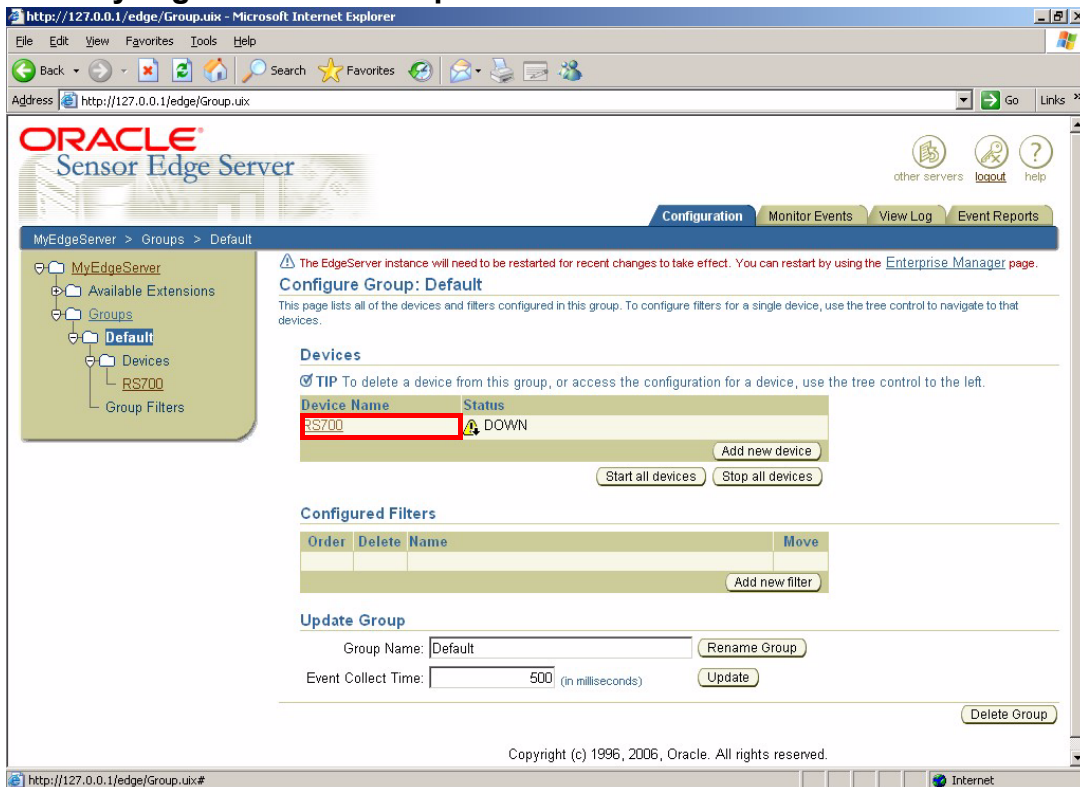 http://127.0.0.1/edge/Group.uix - Microsoft Internet Explorer
File Edit View Favorites Tools Help
Back Search Favorites
Address http://127.0.0.1/edge/Group.uix Go Links »
ORACLE
Sensor Edge Server
other servers logout help
Configuration Monitor Events View Log Event Reports
MyEdgeServer > Groups > Default
MyEdgeServer
Available Extensions
Groups
Default
Devices
RS700
Group Filters
The EdgeServer instance will need to be restarted for recent changes to take effect. You can restart by using the Enterprise Manager page.
Configure Group: Default
This page lists all of the devices and filters configured in this group. To configure filters for a single device, use the tree control to navigate to that
devices.
Devices
TIP To delete a device from this group, or access the configuration for a device, use the tree control to the left.
Device Name Status
RS700 DOWN
Add new device
Start all devices Stop all devices
Configured Filters
Order Delete Name Move
Add new filter
Update Group
Group Name: Default Rename Group
Event Collect Time: 500 (in milliseconds) Update
Delete Group
Copyright (c) 1996, 2006, Oracle. All rights reserved.
http://127.0.0.1/edge/Group.uix# Internet